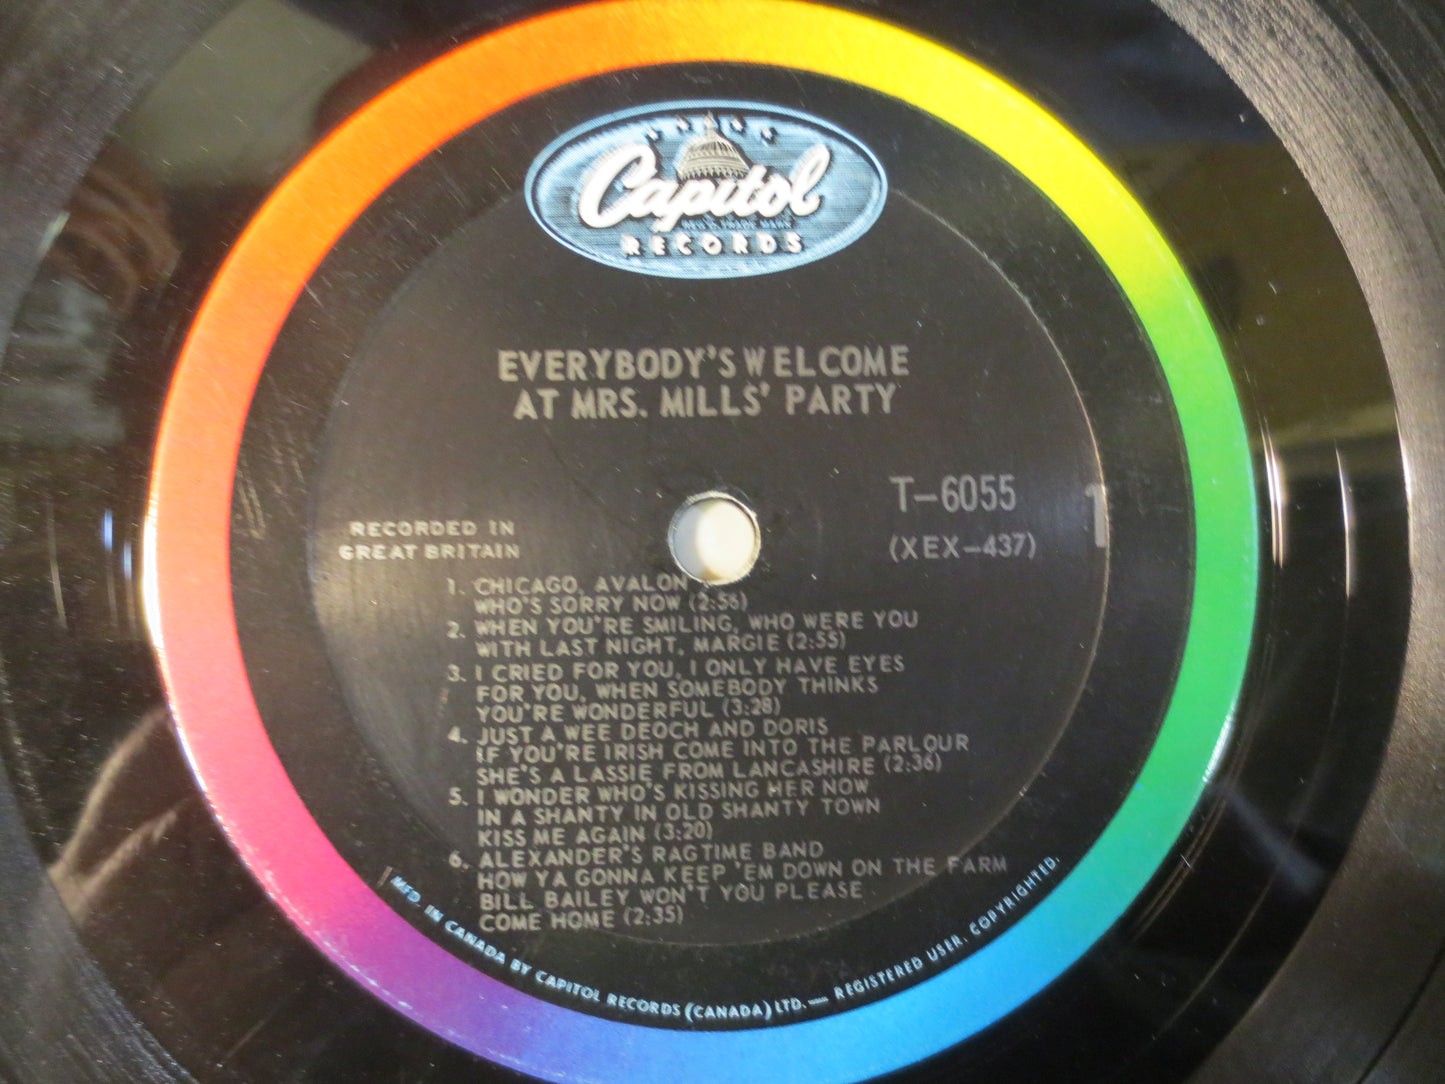 Capitol
RECORDS
EVERYBODY'S WELCOME
AT MRS. MILLS' PARTY
T-6055
1
(XEX-437)
RECORDED IN
GREAT BRITAIN
1. CHICAGO, AVALON
WHO'S SORRY NOW (2:56)
2. WHEN YOU'RE SMILING, WHO WERE YOU
WITH LAST NIGHT, MARGIE (2:55)
3. I CRIED FOR YOU, I ONLY HAVE EYES
FOR YOU, WHEN SOMEBODY THINKS
YOU'RE WONDERFUL (3:28)
4. JUST A WEE DEOCH AND DORIS
IF YOU'RE IRISH COME INTO THE PARLOUR
SHE'S A LASSIE FROM LANCASHIRE (2:36)
5. I WONDER WHO'S KISSING HER NOW
IN A SHANTY IN OLD SHANTY TOWN
KISS ME AGAIN (3:20)
6. ALEXANDER'S RAGTIME BAND
HOW YA GONNA KEEP 'EM DOWN ON THE FARM
BILL BAILEY WON'T YOU PLEASE
COME HOME (2:35)
MFD. IN CANADA BY CAPITOL RECORDS (CANADA) LTD. — REGISTERED USER. COPYRIGHTED.